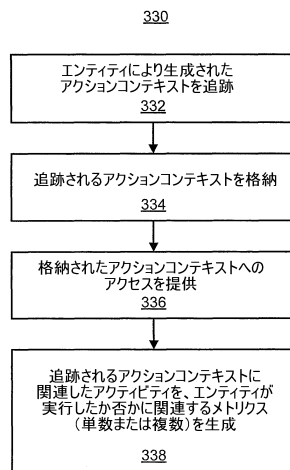 330
エンティティにより生成された
アクションコンテキストを追跡
332
追跡されるアクションコンテキストを格納
334
格納されたアクションコンテキストへの
アクセスを提供
336
追跡されるアクションコンテキストに
関連したアクティビティを、エンティティが
実行したか否かに関連するメトリクス
(単数または複数)を生成
338